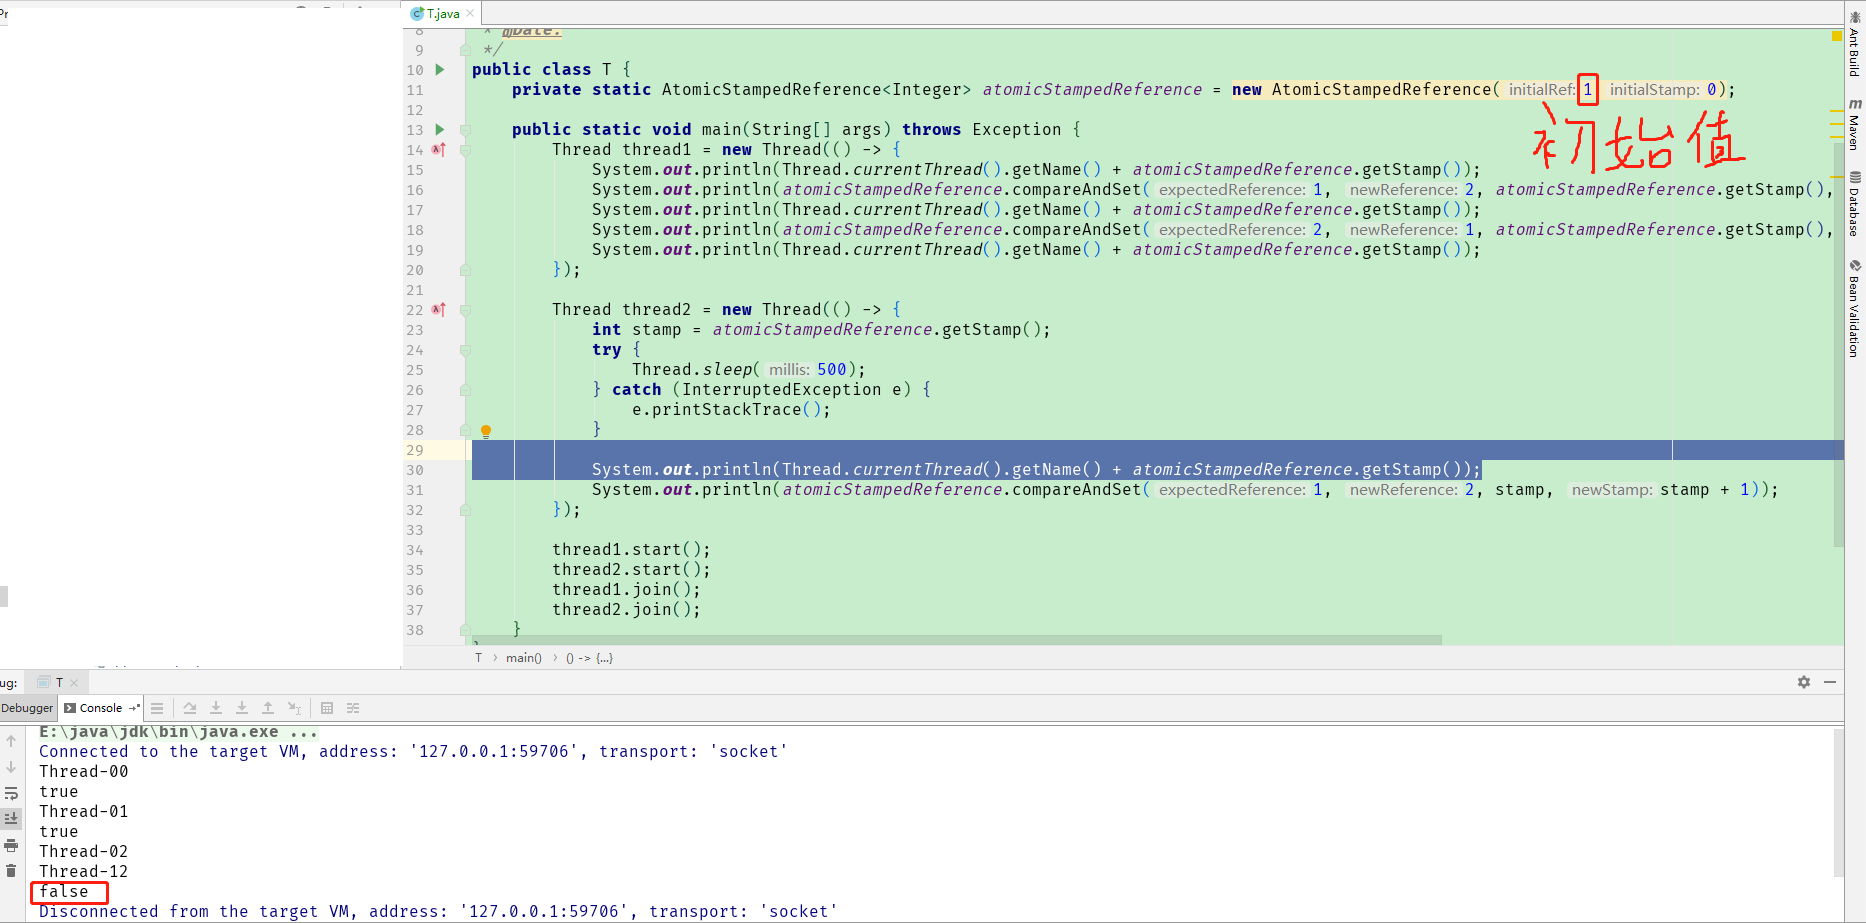 Pr
T.java
8 * @Date:
9 */
10 public class T {
11 private static AtomicStampedReference<Integer> atomicStampedReference = new AtomicStampedReference( initialRef: 1 initialStamp: 0);
初始值
12
13 public static void main(String[] args) throws Exception {
14 Thread thread1 = new Thread(() -> {
15 System.out.println(Thread.currentThread().getName() + atomicStampedReference.getStamp());
16 System.out.println(atomicStampedReference.compareAndSet( expectedReference: 1, newReference: 2, atomicStampedReference.getStamp(),
17 System.out.println(Thread.currentThread().getName() + atomicStampedReference.getStamp());
18 System.out.println(atomicStampedReference.compareAndSet( expectedReference: 2, newReference: 1, atomicStampedReference.getStamp(),
19 System.out.println(Thread.currentThread().getName() + atomicStampedReference.getStamp());
20 });
21
22 Thread thread2 = new Thread(() -> {
23 int stamp = atomicStampedReference.getStamp();
24 try {
25 Thread.sleep( millis: 500);
26 } catch (InterruptedException e) {
27 e.printStackTrace();
28 }
29
30 System.out.println(Thread.currentThread().getName() + atomicStampedReference.getStamp());
31 System.out.println(atomicStampedReference.compareAndSet( expectedReference: 1, newReference: 2, stamp, newStamp: stamp + 1));
32 });
33
34 thread1.start();
35 thread2.start();
36 thread1.join();
37 thread2.join();
38 }
T › main() › () -> {...}
Ant Build
m Maven
Database
Bean Validation
ug: T
Debugger Console
E:\java\jdk\bin\java.exe ...
Connected to the target VM, address: '127.0.0.1:59706', transport: 'socket'
Thread-00
true
Thread-01
true
Thread-02
Thread-12
false
Disconnected from the target VM, address: '127.0.0.1:59706', transport: 'socket'